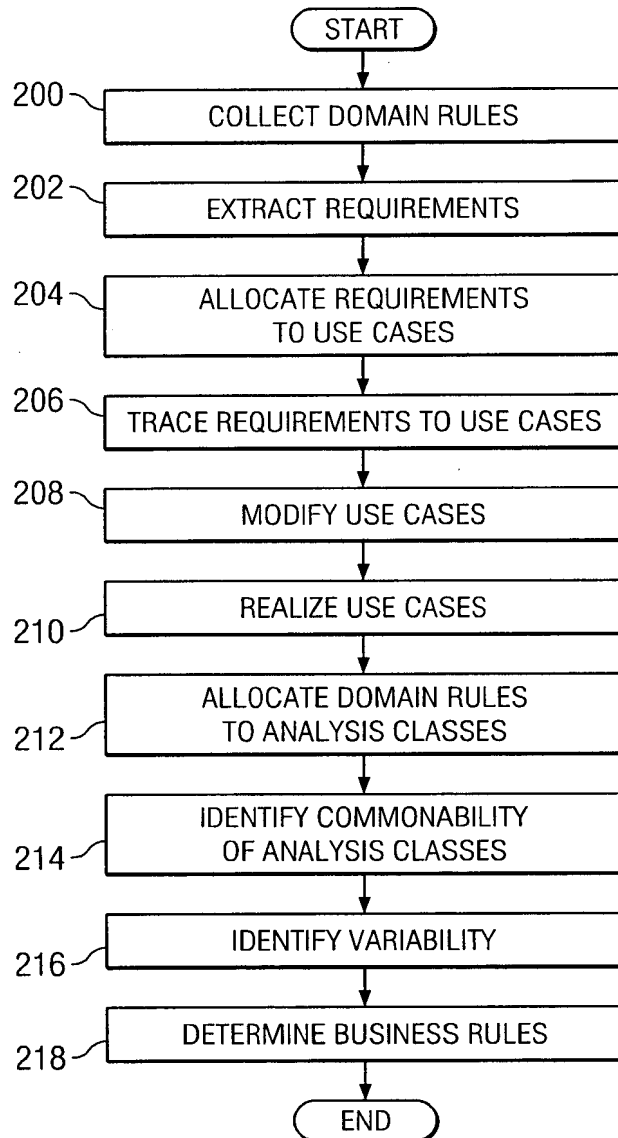 START
200
COLLECT DOMAIN RULES
202
EXTRACT REQUIREMENTS
204
ALLOCATE REQUIREMENTS
TO USE CASES
206
TRACE REQUIREMENTS TO USE CASES
208
MODIFY USE CASES
210
REALIZE USE CASES
212
ALLOCATE DOMAIN RULES
TO ANALYSIS CLASSES
214
IDENTIFY COMMONABILITY
OF ANALYSIS CLASSES
216
IDENTIFY VARIABILITY
218
DETERMINE BUSINESS RULES
END